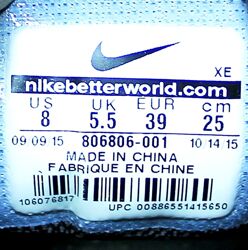 XE
nikebetterworld.com
US UK EUR cm
8 5.5 39 25
09 09 15 806806-001 10 14 15
MADE IN CHINA
FABRIQUE EN CHINE
106076817
UPC 00886551415650